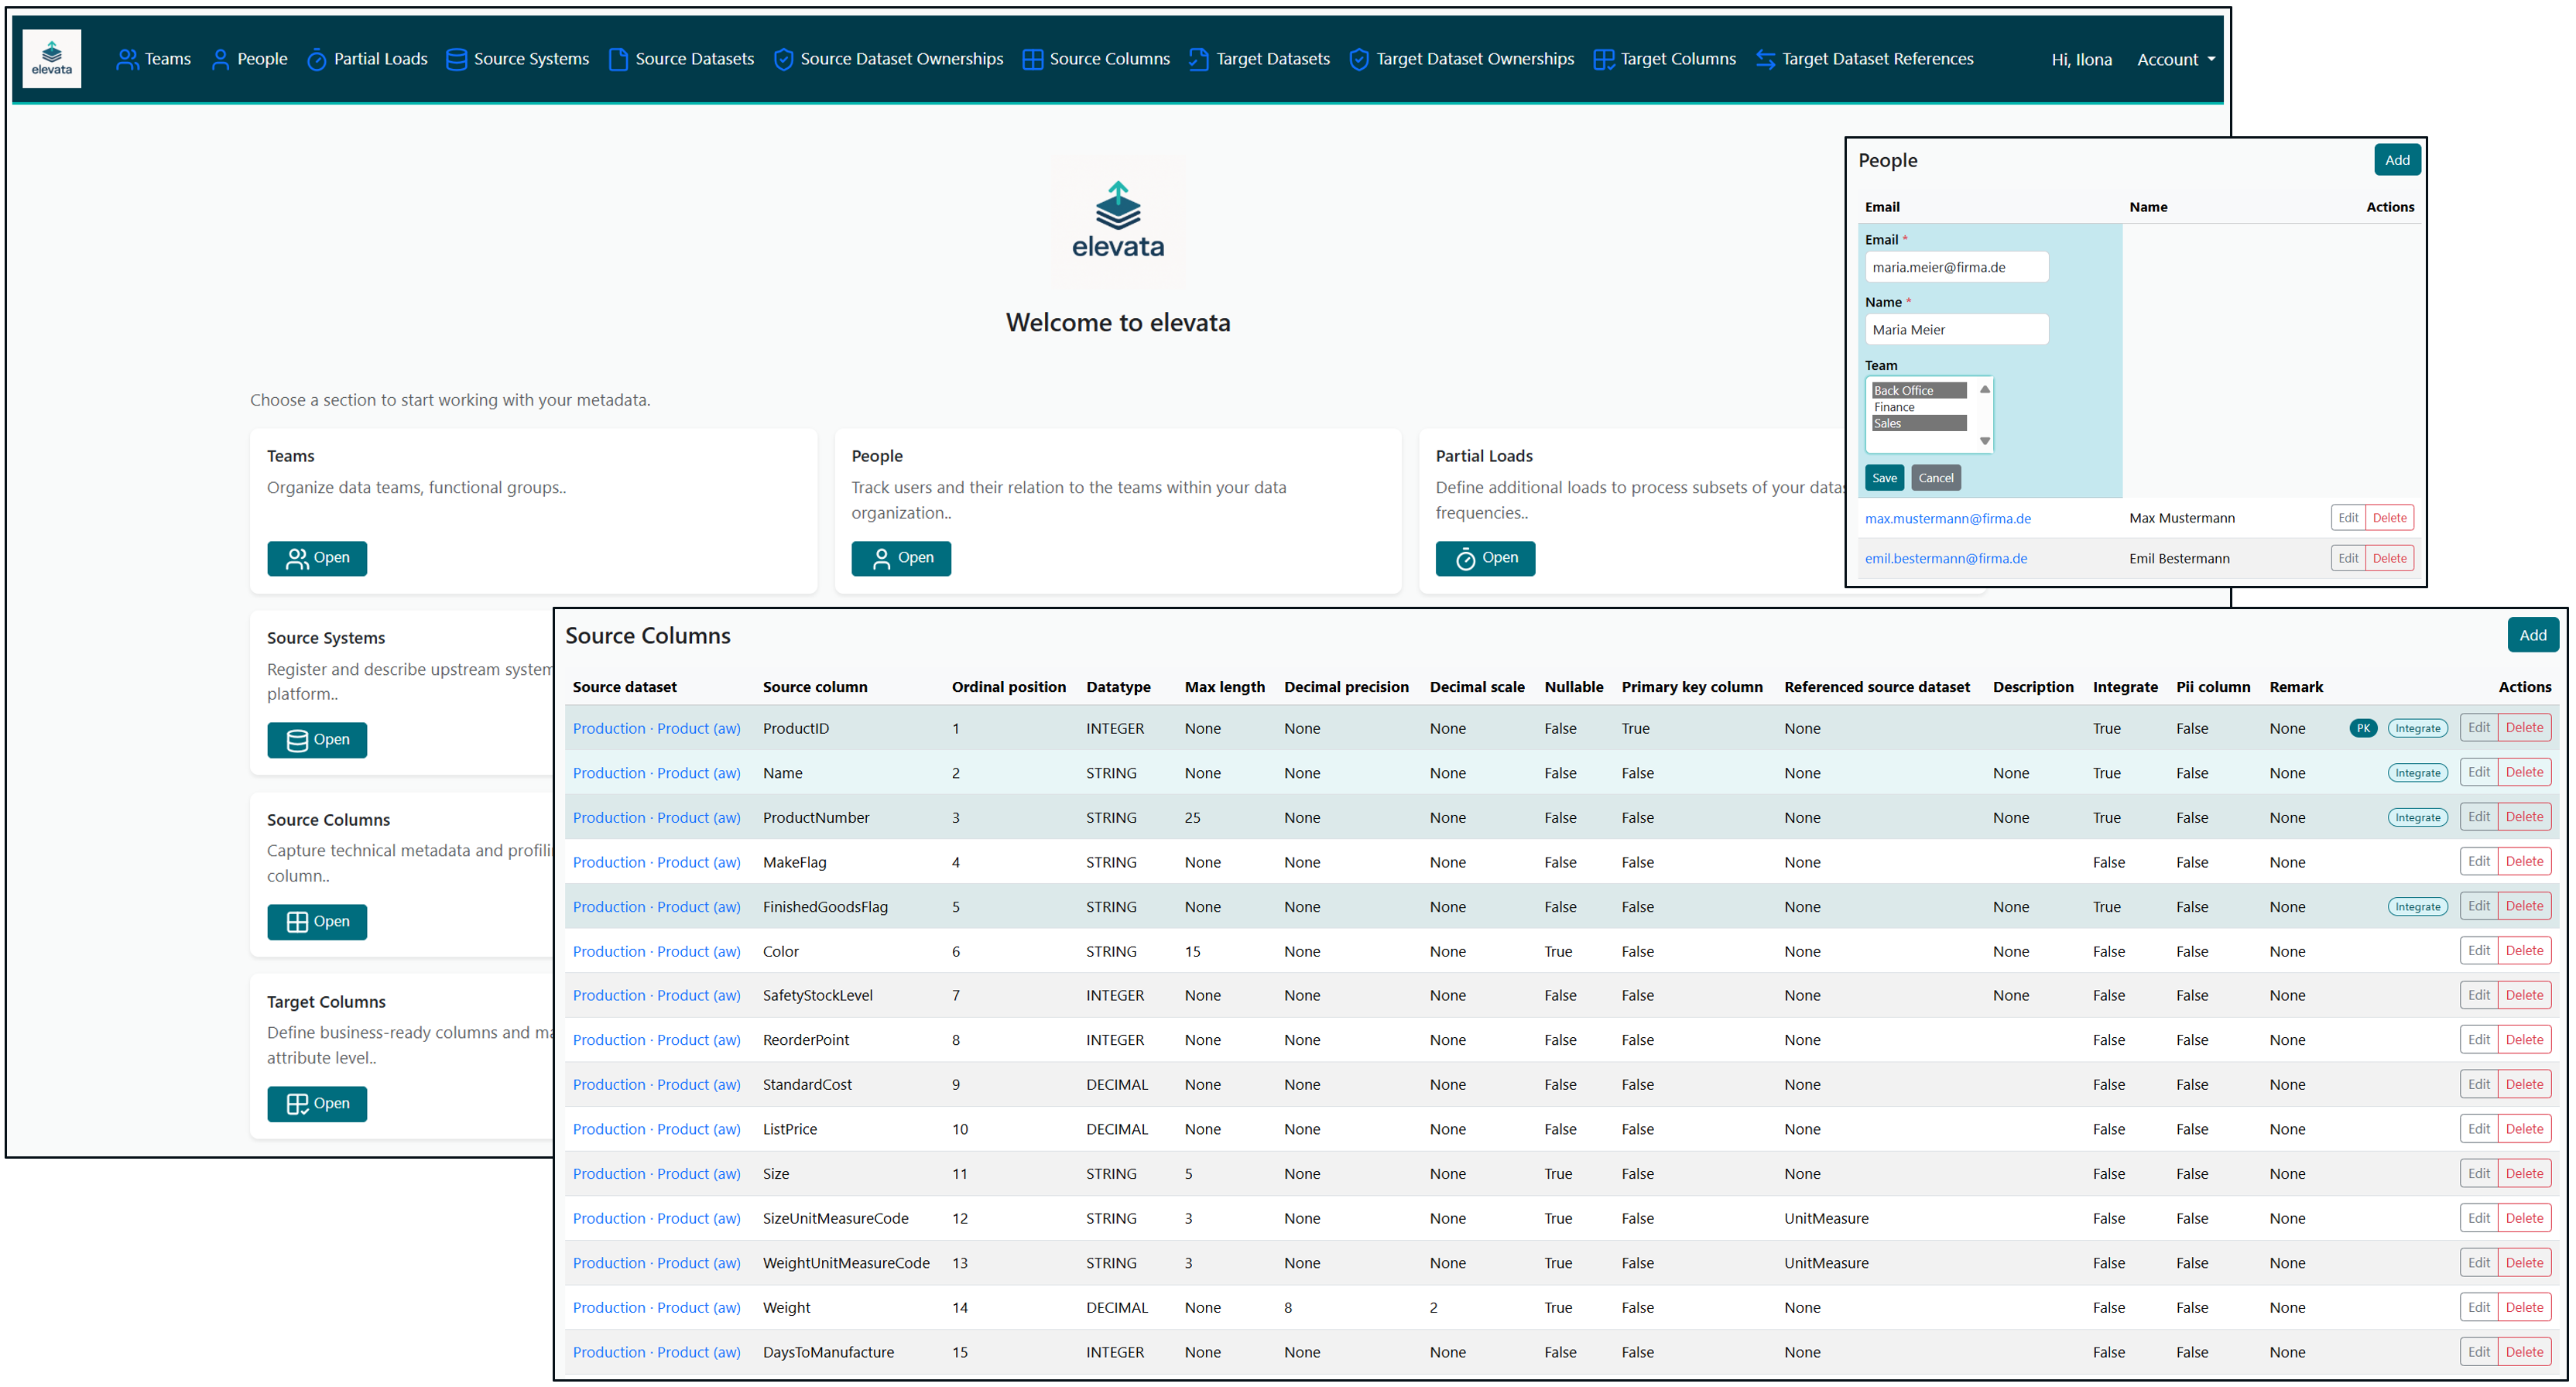 elevata
Teams People Partial Loads Source Systems Source Datasets Source Dataset Ownerships Source Columns Target Datasets Target Dataset Ownerships Target Columns Target Dataset References Hi, Ilona Account
elevata
Welcome to elevata
Choose a section to start working with your metadata.
Teams
Organize data teams, functional groups..
Open
People
Track users and their relation to the teams within your data
organization..
Open
Partial Loads
Define additional loads to process subsets of your datas
frequencies..
Open
Source Systems
Register and describe upstream system
platform..
Open
Source Columns
Capture technical metadata and profilin
column..
Open
Target Columns
Define business-ready columns and ma
attribute level..
Open
People Add
Email Name Actions
Email *
maria.meier@firma.de
Name *
Maria Meier
Team
Back Office
Finance
Sales
Save Cancel
max.mustermann@firma.de Max Mustermann Edit Delete
emil.bestermann@firma.de Emil Bestermann Edit Delete
Source Columns Add
Source dataset Source column Ordinal position Datatype Max length Decimal precision Decimal scale Nullable Primary key column Referenced source dataset Description Integrate Pii column Remark Actions
Production · Product (aw) ProductID 1 INTEGER None None None False True None True False None PK Integrate Edit Delete
Production · Product (aw) Name 2 STRING None None None False False None None True False None Integrate Edit Delete
Production · Product (aw) ProductNumber 3 STRING 25 None None False False None None True False None Integrate Edit Delete
Production · Product (aw) MakeFlag 4 STRING None None None False False None False False None Edit Delete
Production · Product (aw) FinishedGoodsFlag 5 STRING None None None False False None None True False None Integrate Edit Delete
Production · Product (aw) Color 6 STRING 15 None None True False None None False False None Edit Delete
Production · Product (aw) SafetyStockLevel 7 INTEGER None None None False False None None False False None Edit Delete
Production · Product (aw) ReorderPoint 8 INTEGER None None None False False None False False None Edit Delete
Production · Product (aw) StandardCost 9 DECIMAL None None None False False None False False None Edit Delete
Production · Product (aw) ListPrice 10 DECIMAL None None None False False None False False None Edit Delete
Production · Product (aw) Size 11 STRING 5 None None True False None False False None Edit Delete
Production · Product (aw) SizeUnitMeasureCode 12 STRING 3 None None True False UnitMeasure False False None Edit Delete
Production · Product (aw) WeightUnitMeasureCode 13 STRING 3 None None True False UnitMeasure False False None Edit Delete
Production · Product (aw) Weight 14 DECIMAL None 8 2 True False None False False None Edit Delete
Production · Product (aw) DaysToManufacture 15 INTEGER None None None False False None False False None Edit Delete